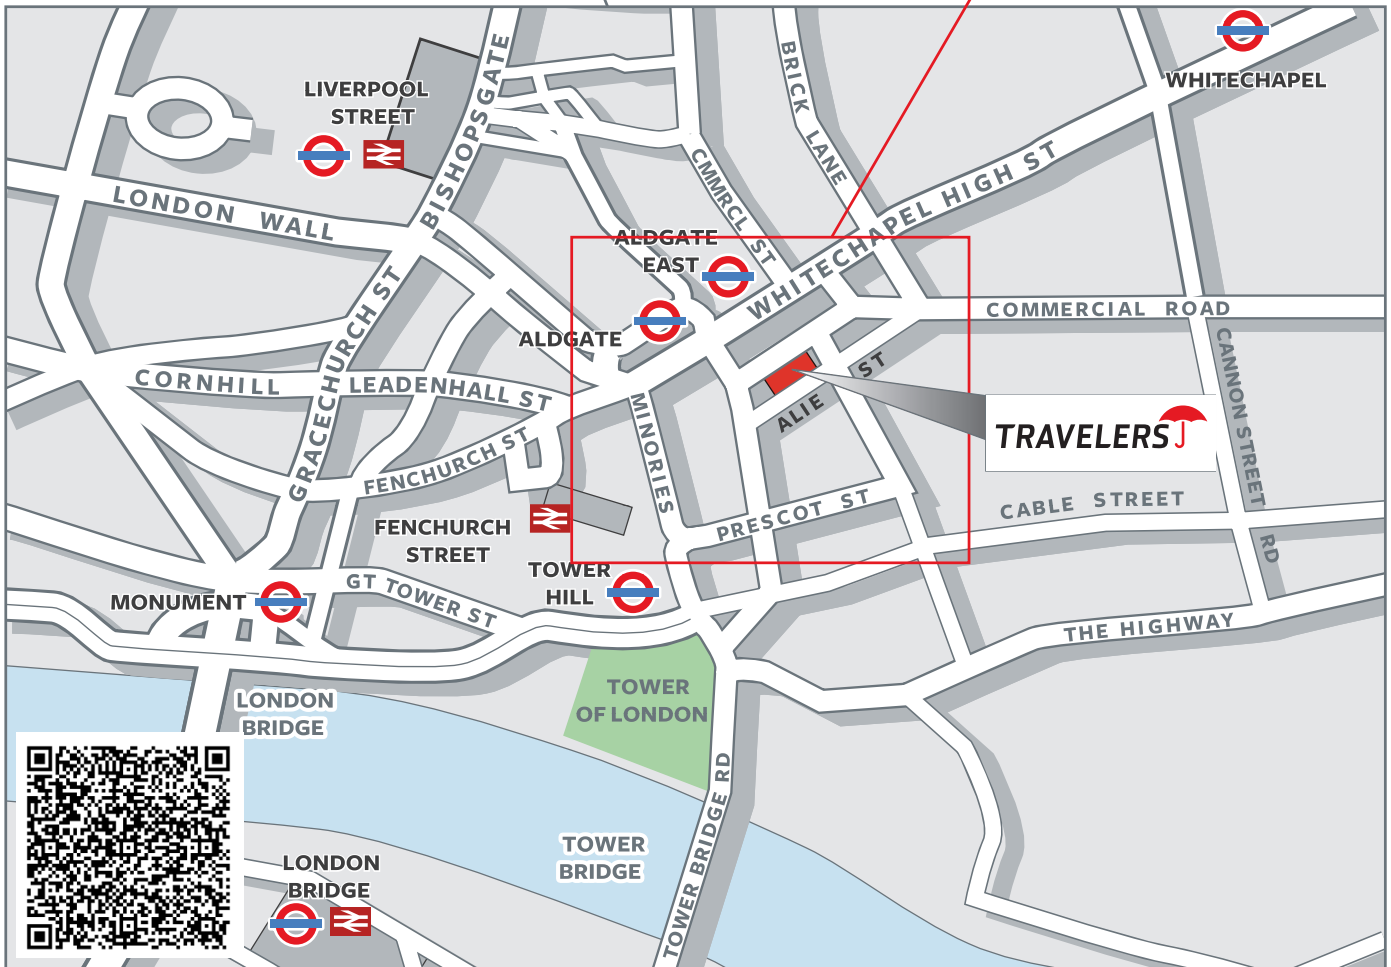 WHITECHAPEL
LIVERPOOL
STREET
BISHOPSGATE
BRICK LANE
CMMRCL ST
WHITECHAPEL HIGH ST
LONDON WALL
ALDGATE
EAST
ALDGATE
COMMERCIAL ROAD
GRACECHURCH ST
CORNHILL
LEADENHALL ST
MINORIES
ALIE ST
TRAVELERS
CANNON STREET RD
FENCHURCH ST
FENCHURCH
STREET
PRESCOT ST
CABLE STREET
TOWER
HILL
MONUMENT
GT TOWER ST
THE HIGHWAY
TOWER
OF LONDON
LONDON
BRIDGE
TOWER BRIDGE RD
TOWER
BRIDGE
LONDON
BRIDGE